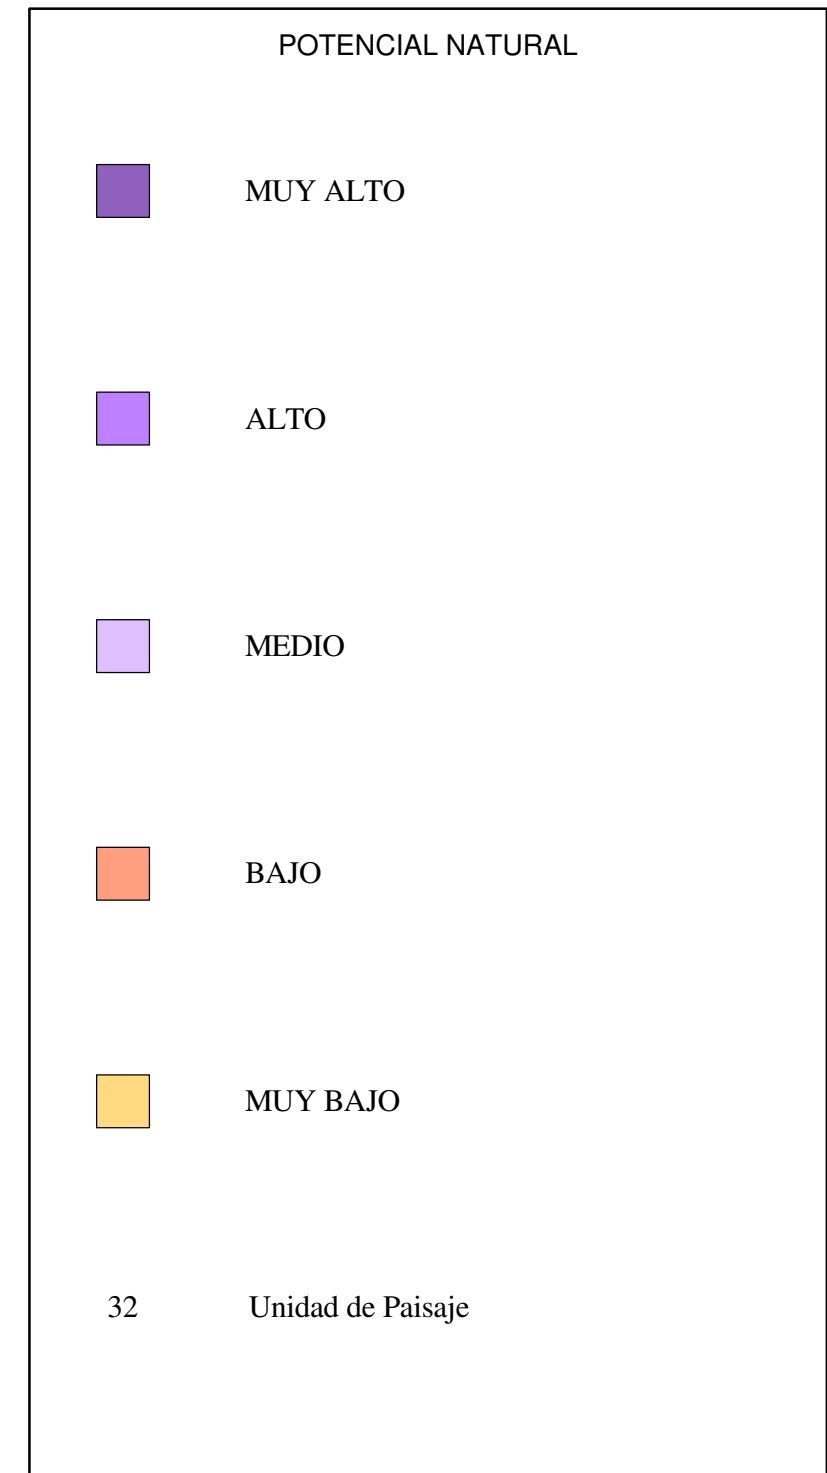 POTENCIAL NATURAL
MUY ALTO
ALTO
MEDIO
BAJO
MUY BAJO
32 Unidad de Paisaje